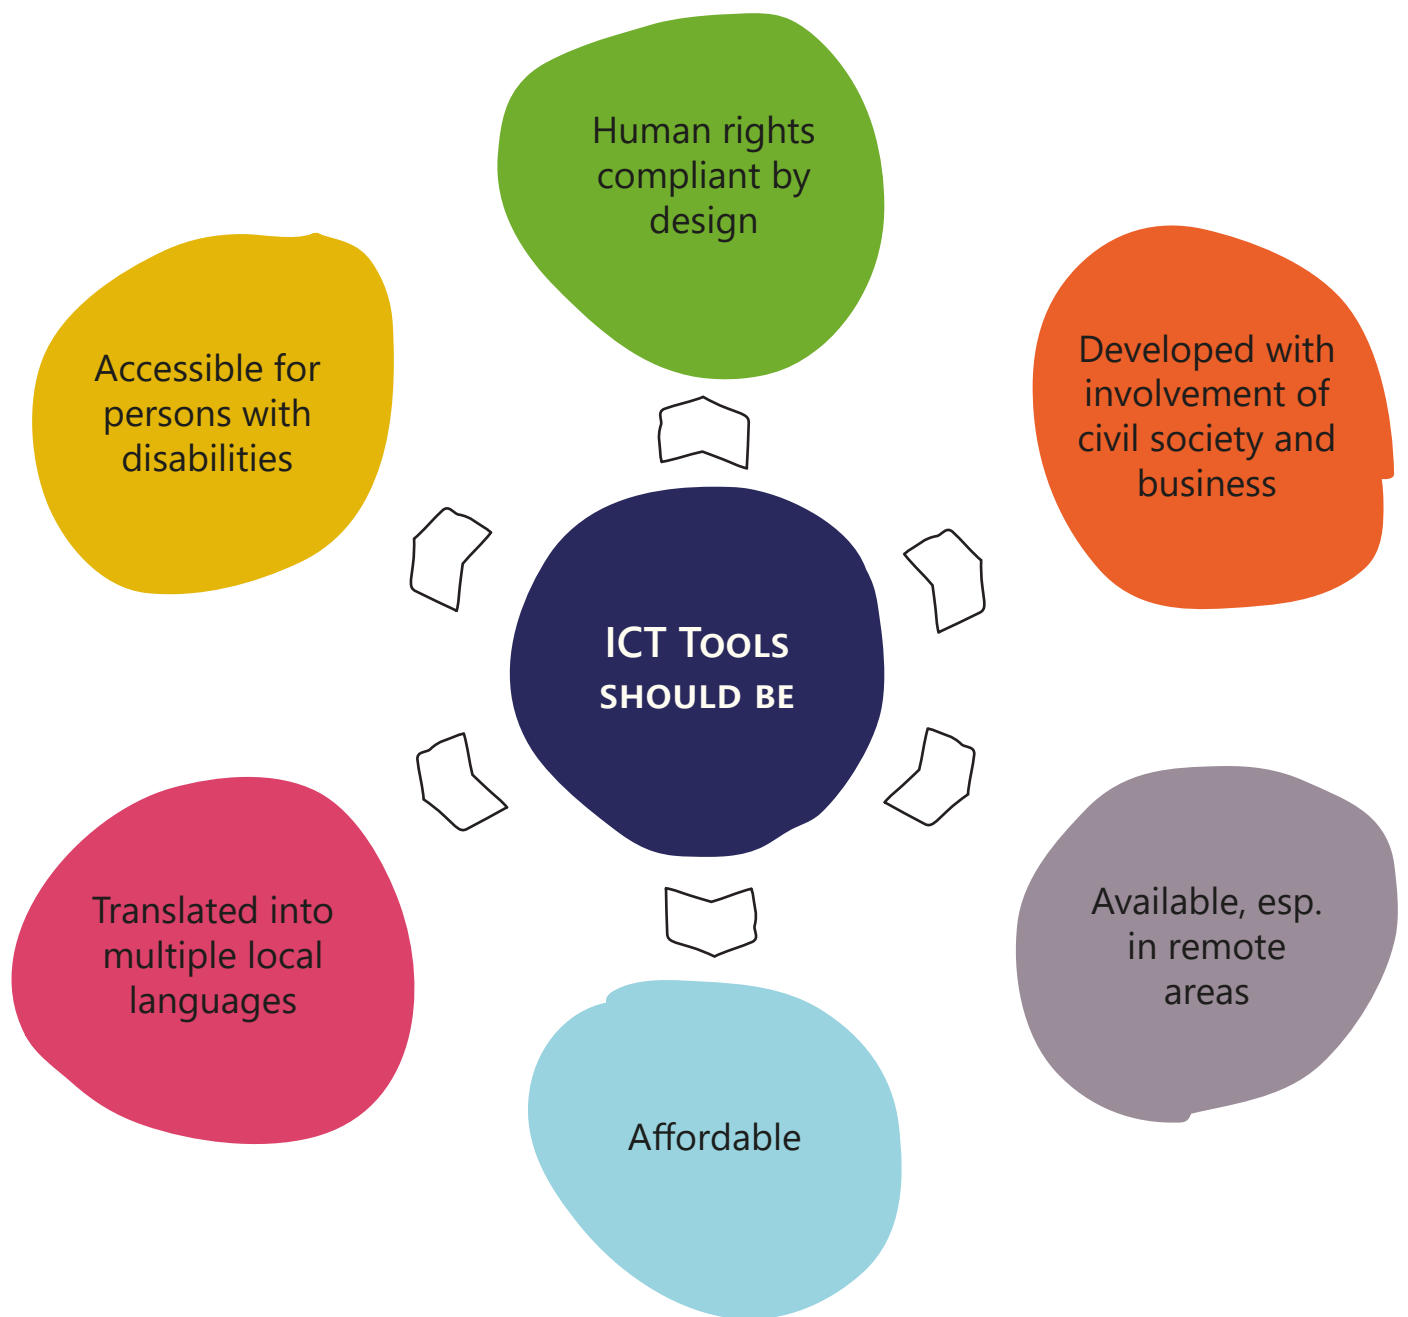 Human rights
compliant by
design
Developed with
involvement of
civil society and
business
Accessible for
persons with
disabilities
ICT Tools
should be
Available, esp.
in remote
areas
Translated into
multiple local
languages
Affordable